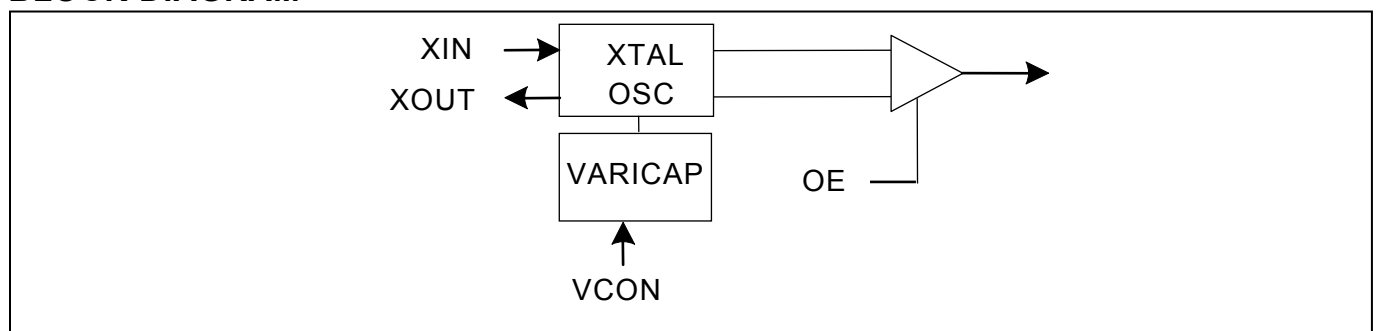 XIN
XTAL
OSC
XOUT
VARICAP
OE
VCON